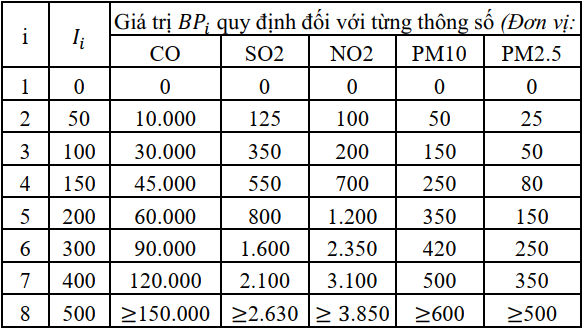 i I_i Giá trị BP_i quy định đối với từng thông số (Đơn vị:
CO SO2 NO2 PM10 PM2.5
1 0 0 0 0 0 0
2 50 10.000 125 100 50 25
3 100 30.000 350 200 150 50
4 150 45.000 550 700 250 80
5 200 60.000 800 1.200 350 150
6 300 90.000 1.600 2.350 420 250
7 400 120.000 2.100 3.100 500 350
8 500 ≥150.000 ≥2.630 ≥ 3.850 ≥600 ≥500